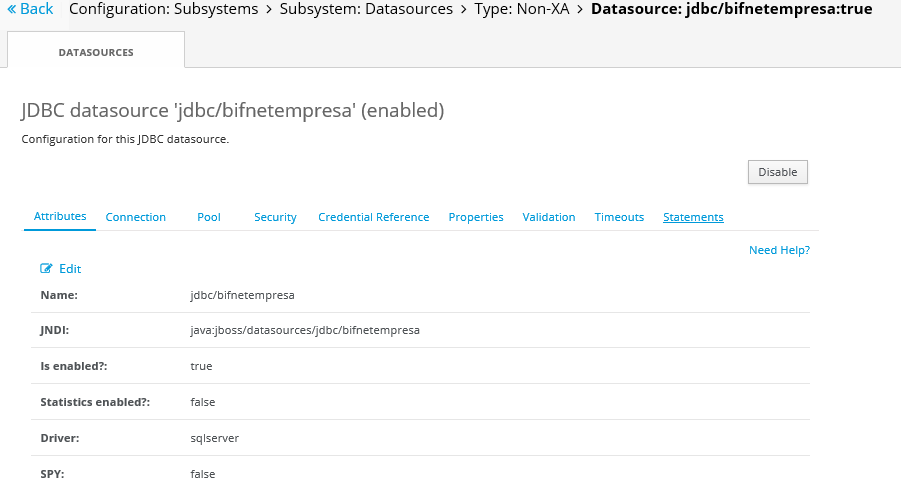 « Back Configuration: Subsystems > Subsystem: Datasources > Type: Non-XA > Datasource: jdbc/bifnetempresa:true
DATASOURCES
JDBC datasource 'jdbc/bifnetempresa' (enabled)
Configuration for this JDBC datasource.
Disable
Attributes Connection Pool Security Credential Reference Properties Validation Timeouts Statements
Need Help?
Edit
Name: jdbc/bifnetempresa
JNDI: java:jboss/datasources/jdbc/bifnetempresa
Is enabled?: true
Statistics enabled?: false
Driver: sqlserver
SPY: false